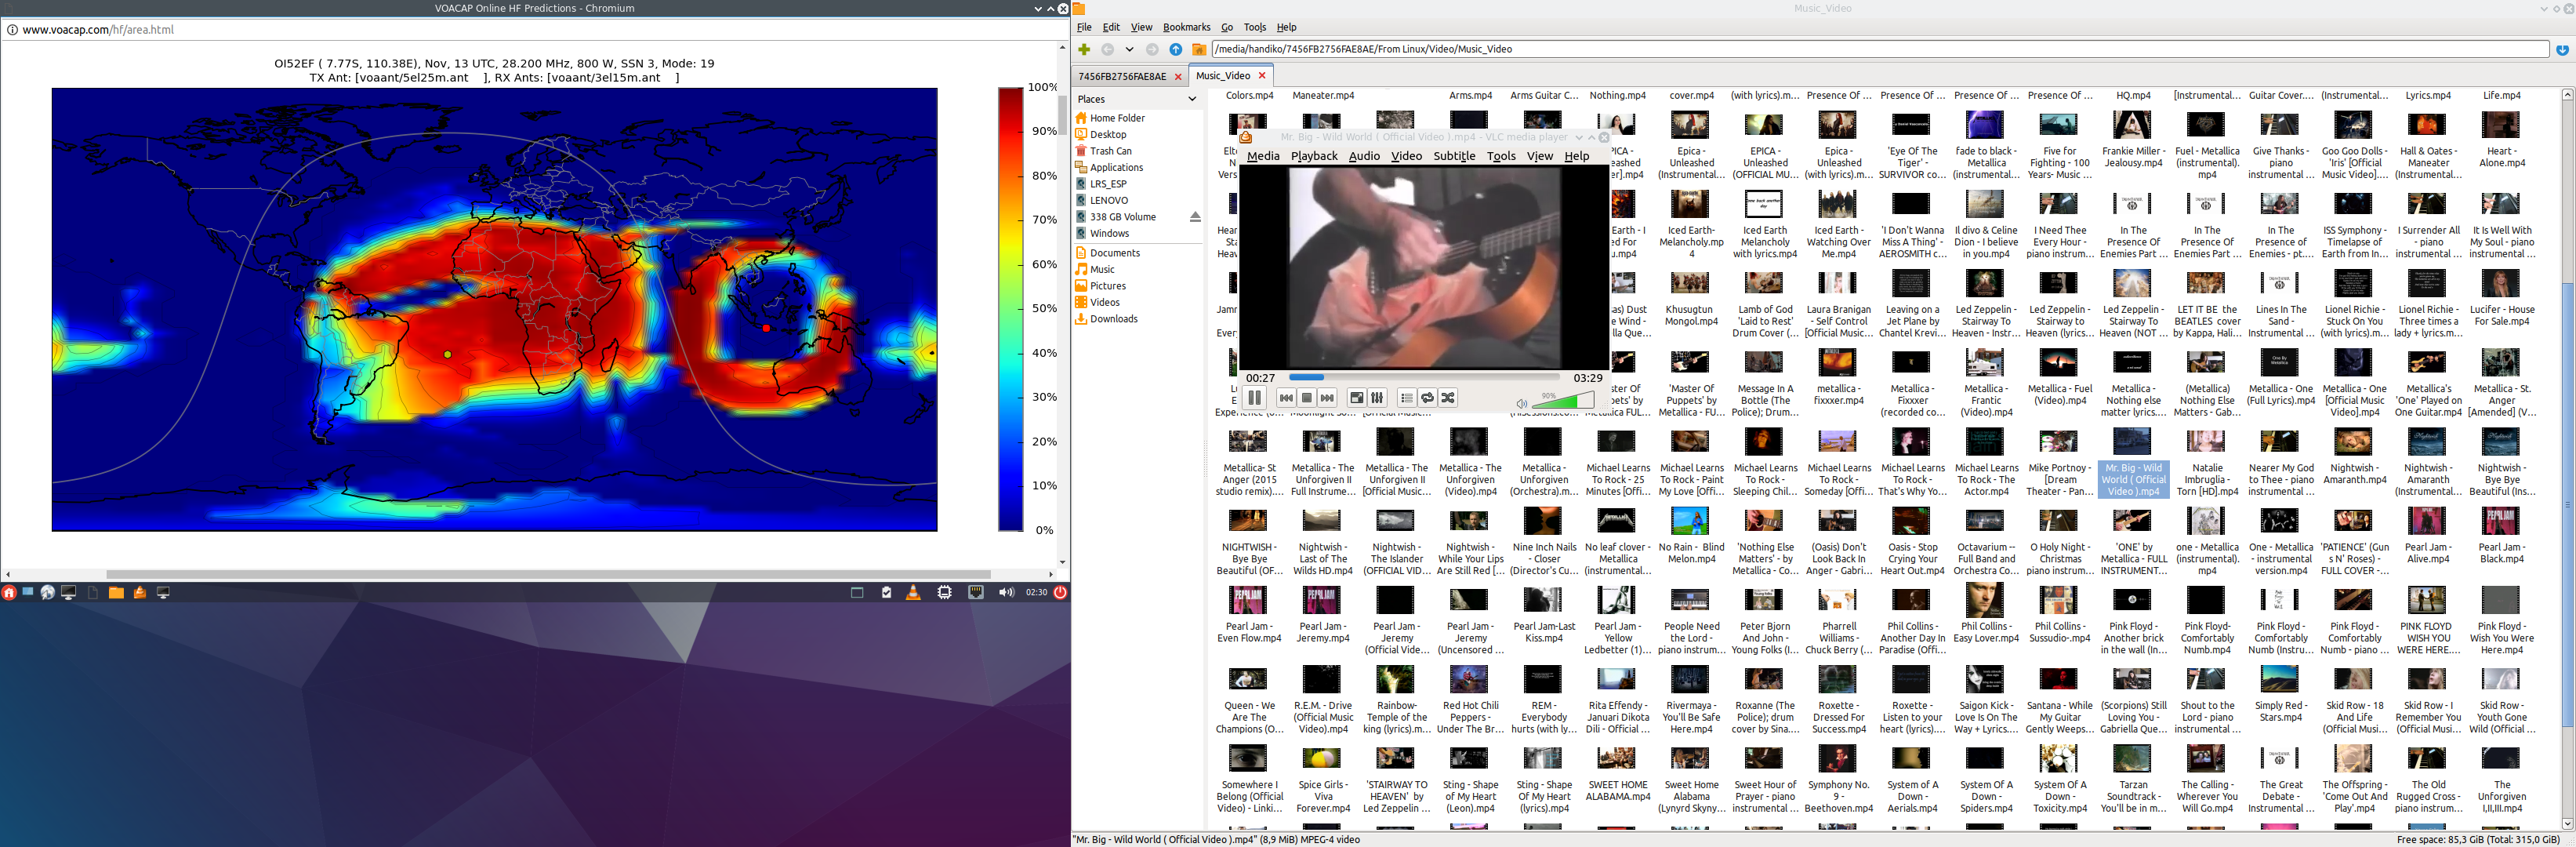 VOACAP Online HF Predictions - Chromium
www.voacap.com/hf/area.html
OI52EF ( 7.77S, 110.38E), Nov, 13 UTC, 28.200 MHz, 800 W, SSN 3, Mode: 19
TX Ant: [voaant/5el25m.ant ], RX Ants: [voaant/3el15m.ant ]
100%
90%
80%
70%
60%
50%
40%
30%
20%
10%
0%
02:30
Music_Video
File Edit View Bookmarks Go Tools Help
/media/handiko/7456FB2756FAE8AE/From Linux/Video/Music_Video
7456FB2756FAE8AE Music_Video
Places
Home Folder
Desktop
Trash Can
Applications
LRS_ESP
LENOVO
338 GB Volume
Windows
Documents
Music
Pictures
Videos
Downloads
Mr. Big - Wild World ( Official Video ).mp4 - VLC media player
Media Playback Audio Video Subtitle Tools View Help
00:27 03:29
90%
Colors.mp4 Maneater.mp4 Arms.mp4 Arms Guitar C... Nothing.mp4 cover.mp4 (with lyrics).m... Presence Of ... Presence Of ... Presence Of ... Presence Of ... HQ.mp4 [Instrumental... Guitar Cover.... (Instrumental... Lyrics.mp4 Life.mp4
Epica - Unleashed (Instrumental...
EPICA - Unleashed (OFFICIAL MU...
Epica - Unleashed (with lyrics).m...
'Eye Of The Tiger' - SURVIVOR co...
fade to black - Metallica (instrumental...
Five for Fighting - 100 Years- Music ...
Frankie Miller - Jealousy.mp4
Fuel - Metallica (instrumental).mp4
Give Thanks - piano instrumental ...
Goo Goo Dolls - 'Iris' [Official Music Video]....
Hall & Oates - Maneater (Instrumental...
Heart - Alone.mp4
Iced Earth- Melancholy.mp4
Iced Earth Melancholy with lyrics.mp4
Iced Earth - Watching Over Me.mp4
'I Don't Wanna Miss A Thing' - AEROSMITH c...
Il divo & Celine Dion - I believe in you.mp4
I Need Thee Every Hour - piano instrum...
In The Presence Of Enemies Part ...
In The Presence Of Enemies Part ...
In The Presence of Enemies - pt....
ISS Symphony - Timelapse of Earth from In...
I Surrender All - piano instrumental ...
It Is Well With My Soul - piano instrumental ...
Khusugtun Mongol.mp4
Lamb of God 'Laid to Rest' Drum Cover (...
Laura Branigan - Self Control (Official Music...
Leaving on a Jet Plane by Chantel Krevi...
Led Zeppelin - Stairway To Heaven - Instr...
Led Zeppelin - Stairway to Heaven (lyrics)...
Led Zeppelin - Stairway To Heaven (NOT ...
LET IT BE the BEATLES cover by Kappa, Hali...
Lines In The Sand - Instrumental ...
Lionel Richie - Stuck On You (with lyrics).m...
Lionel Richie - Three times a lady + lyrics.m...
Lucifer - House For Sale.mp4
'Master Of Puppets' by Metallica - FU...
Message In A Bottle (The Police); Drum...
metallica - fixxxer.mp4
Metallica - Fixxxer (recorded co...
Metallica - Frantic (Video).mp4
Metallica - Fuel (Video).mp4
Metallica - Nothing else matter lyrics....
(Metallica) Nothing Else Matters - Gab...
Metallica - One (Full Lyrics).mp4
Metallica - One [Official Music Video].mp4
Metallica's 'One' Played on One Guitar.mp4
Metallica - St. Anger [Amended] (V...
Metallica- St Anger (2015 studio remix)....
Metallica - The Unforgiven II Full Instrume...
Metallica - The Unforgiven II [Official Music...
Metallica - The Unforgiven (Video).mp4
Metallica - Unforgiven (Orchestra).m...
Michael Learns To Rock - 25 Minutes [Offi...
Michael Learns To Rock - Paint My Love [Offi...
Michael Learns To Rock - Sleeping Chil...
Michael Learns To Rock - Someday [Offi...
Michael Learns To Rock - That's Why Yo...
Michael Learns To Rock - The Actor.mp4
Mike Portnoy - [Dream Theater - Pan...
Mr. Big - Wild World ( Official Video ).mp4
Natalie Imbruglia - Torn [HD].mp4
Nearer My God to Thee - piano instrumental ...
Nightwish - Amaranth.mp4
Nightwish - Amaranth (Instrumental...
Nightwish - Bye Bye Beautiful (Ins...
NIGHTWISH - Bye Bye Beautiful (OF...
Nightwish - Last of The Wilds HD.mp4
Nightwish - The Islander (OFFICIAL VID...
Nightwish - While Your Lips Are Still Red [...
Nine Inch Nails - Closer (Director's Cu...
No leaf clover - Metallica (instrumental...
No Rain - Blind Melon.mp4
'Nothing Else Matters' - by Metallica - Co...
(Oasis) Don't Look Back In Anger - Gabri...
Oasis - Stop Crying Your Heart Out.mp4
Octavarium -- Full Band and Orchestra Co...
O Holy Night - Christmas piano instrum...
'ONE' by Metallica - FULL INSTRUMENT...
one - Metallica (instrumental).mp4
One - Metallica - instrumental version.mp4
'PATIENCE' (Guns N' Roses) - FULL COVER -...
Pearl Jam - Alive.mp4
Pearl Jam - Black.mp4
Pearl Jam - Even Flow.mp4
Pearl Jam - Jeremy.mp4
Pearl Jam - Jeremy (Official Vide...
Pearl Jam - Jeremy (Uncensored ...
Pearl Jam-Last Kiss.mp4
Pearl Jam - Yellow Ledbetter (1)...
People Need the Lord - piano instrum...
Peter Bjorn And John - Young Folks (l...
Pharrell Williams - Chuck Berry (...
Phil Collins - Another Day In Paradise (Offi...
Phil Collins - Easy Lover.mp4
Phil Collins - Sussudio-.mp4
Pink Floyd - Another brick in the wall (In...
Pink Floyd- Comfortably Numb.mp4
Pink Floyd - Comfortably Numb (Instru...
Pink Floyd - Comfortably Numb - piano ...
PINK FLOYD WISH YOU WERE HERE....
Pink Floyd - Wish You Were Here.mp4
Queen - We Are The Champions (O...
R.E.M. - Drive (Official Music Video).mp4
Rainbow- Temple of the king (lyrics).m...
Red Hot Chili Peppers - Under The Br...
REM - Everybody hurts (with ly...
Rita Effendy - Januari Dikota Dili - Official ...
Rivermaya - You'll Be Safe Here.mp4
Roxanne (The Police); drum cover by Sina....
Roxette - Dressed For Success.mp4
Roxette - Listen to your heart (lyrics)....
Saigon Kick - Love Is On The Way + Lyrics....
Santana - While My Guitar Gently Weeps...
(Scorpions) Still Loving You - Gabriella Que...
Shout to the Lord - piano instrumental ...
Simply Red - Stars.mp4
Skid Row - 18 And Life (Official Musi...
Skid Row - I Remember You (Official Musi...
Skid Row - Youth Gone Wild (Official ...
Somewhere I Belong (Official Video) - Linki...
Spice Girls - Viva Forever.mp4
'STAIRWAY TO HEAVEN' by Led Zeppelin ...
Sting - Shape of My Heart (Leon).mp4
Sting - Shape Of My Heart (lyrics).mp4
SWEET HOME ALABAMA.mp4
Sweet Home Alabama (Lynyrd Skyny...
Sweet Hour of Prayer - piano instrumental ...
Symphony No. 9 - Beethoven.mp4
System of A Down - Aerials.mp4
System Of A Down - Spiders.mp4
System Of A Down - Toxicity.mp4
Tarzan Soundtrack - You'll be in m...
The Calling - Wherever You Will Go.mp4
The Great Debate - Instrumental ...
The Offspring - 'Come Out And Play'.mp4
The Old Rugged Cross - piano instrum...
The Unforgiven I,II,III.mp4
"Mr. Big - Wild World ( Official Video ).mp4" (8,9 MiB) MPEG-4 video
Free space: 85,3 GiB (Total: 315,0 GiB)